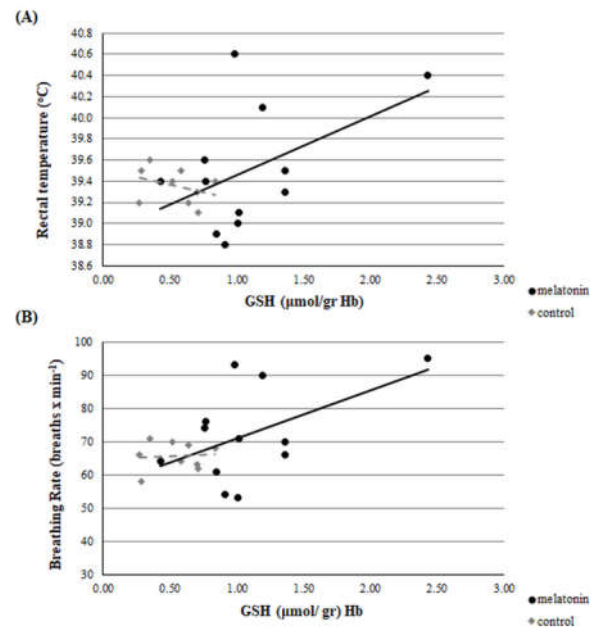 (A)
40.8
40.6
40.4
40.2
40.0
39.8
39.6
39.4
39.2
39.0
38.8
38.6
Rectal temperature (°C)
0.00 0.50 1.00 1.50 2.00 2.50 3.00
GSH (µmol/gr Hb)
melatonin
control
(B)
100
90
80
70
60
50
40
30
Breathing Rate (breaths x min⁻¹)
0.00 0.50 1.00 1.50 2.00 2.50 3.00
GSH (µmol/ gr) Hb
melatonin
control